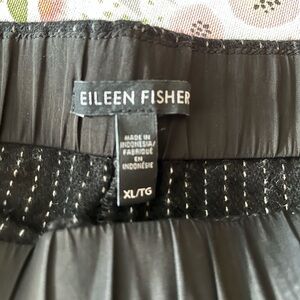 EILEEN FISHER
MADE IN
INDONESIA/
FABRIQUÉ
EN
INDONÉSIE
XL/TG